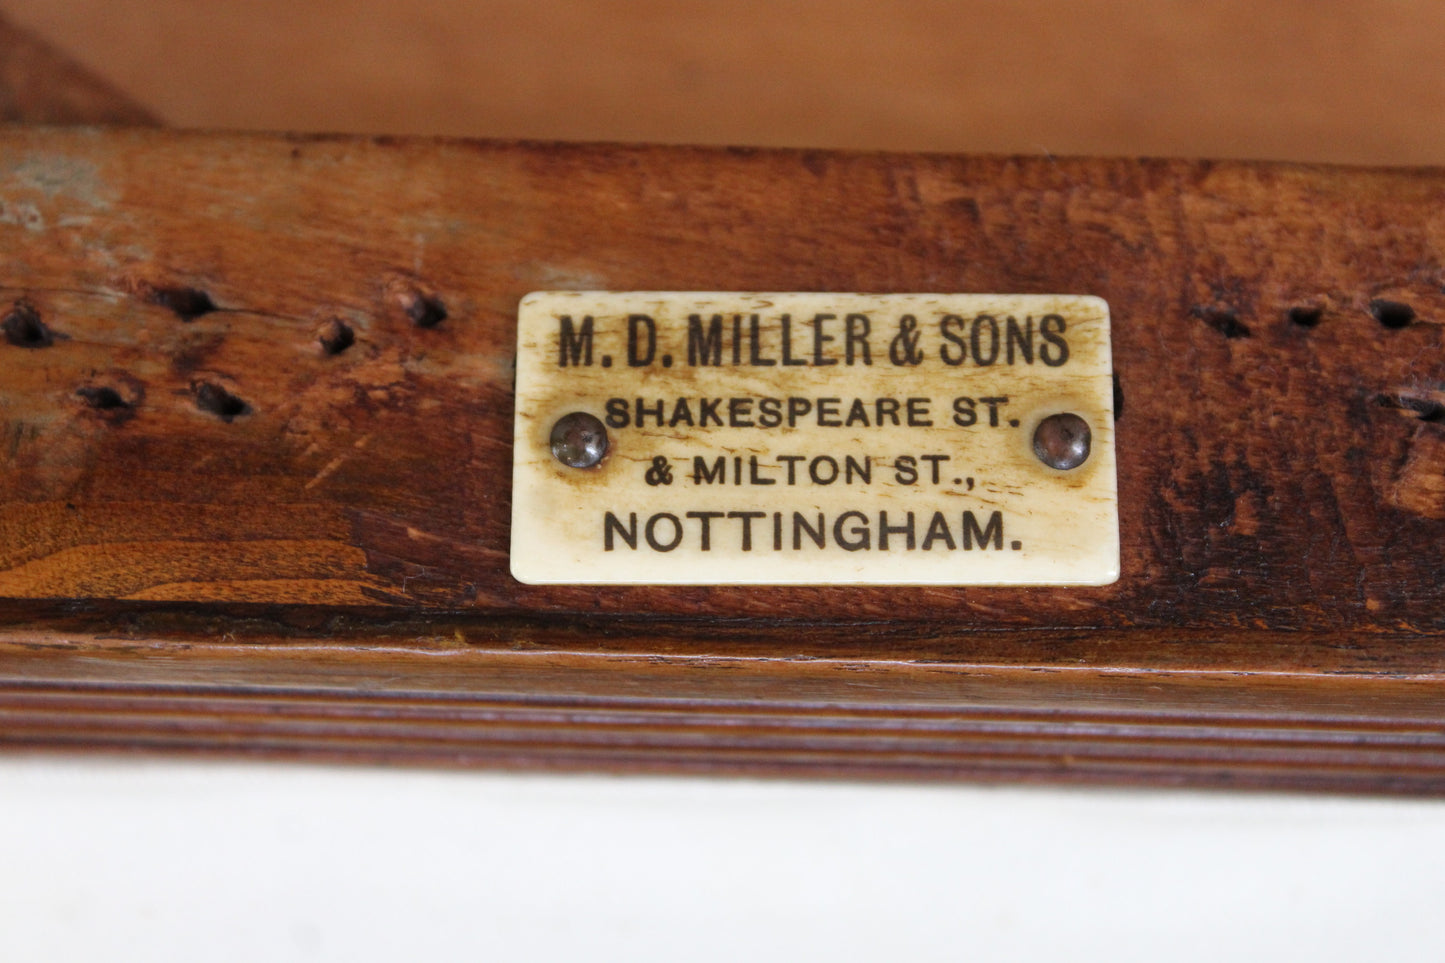 M. D. MILLER & SONS
SHAKESPEARE ST.
& MILTON ST.,
NOTTINGHAM.